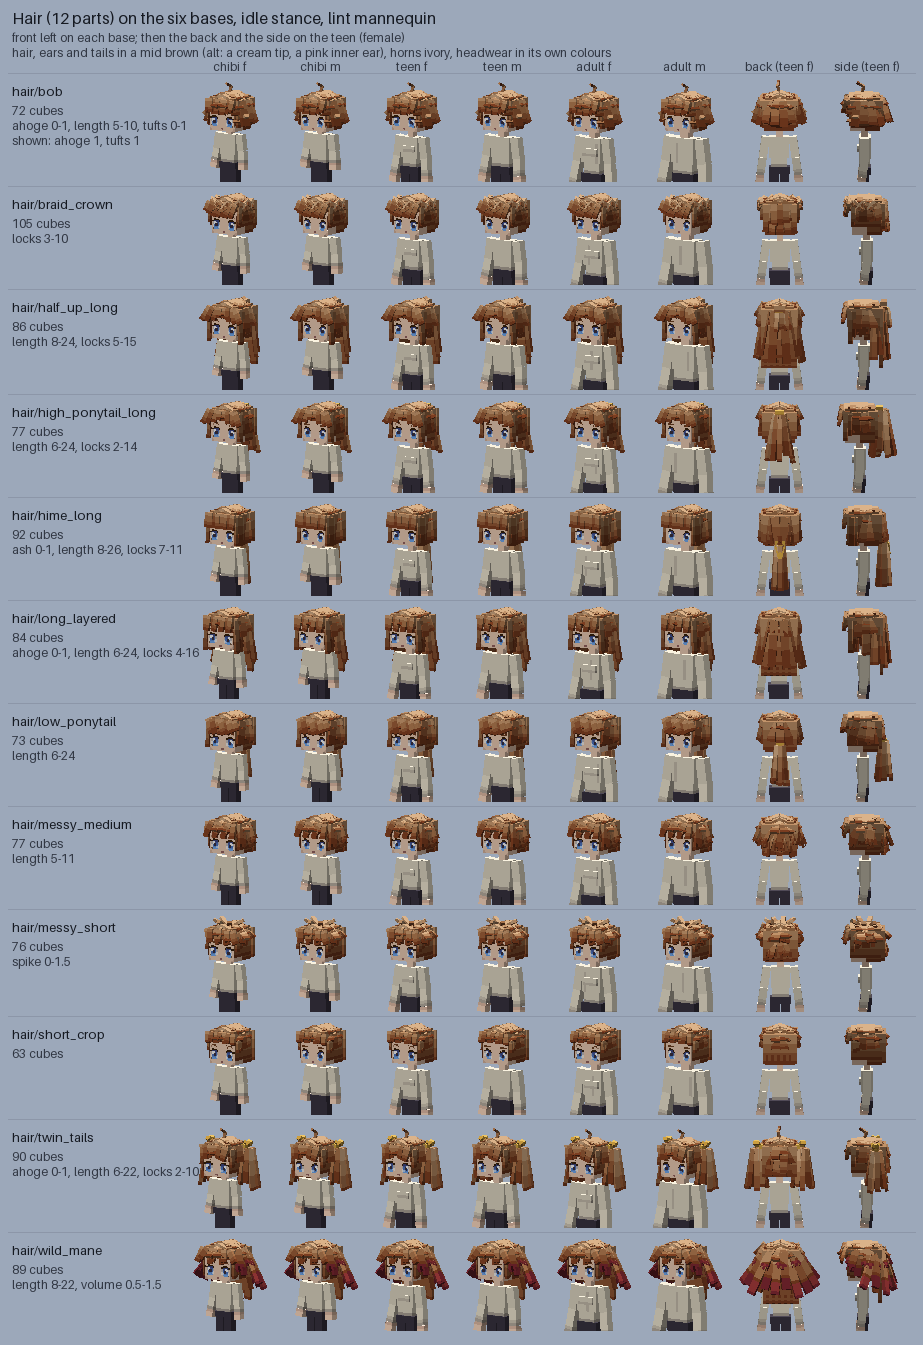 Hair (12 parts) on the six bases, idle stance, lint mannequin
front left on each base; then the back and the side on the teen (female)
hair, ears and tails in a mid brown (alt: a cream tip, a pink inner ear), horns ivory, headwear in its own colours
chibi f chibi m teen f teen m adult f adult m back (teen f) side (teen f)
hair/bob
72 cubes
ahoge 0-1, length 5-10, tufts 0-1
shown: ahoge 1, tufts 1
hair/braid_crown
105 cubes
locks 3-10
hair/half_up_long
86 cubes
length 8-24, locks 5-15
hair/high_ponytail_long
77 cubes
length 6-24, locks 2-14
hair/hime_long
92 cubes
ash 0-1, length 8-26, locks 7-11
hair/long_layered
84 cubes
ahoge 0-1, length 6-24, locks 4-16
hair/low_ponytail
73 cubes
length 6-24
hair/messy_medium
77 cubes
length 5-11
hair/messy_short
76 cubes
spike 0-1.5
hair/short_crop
63 cubes
hair/twin_tails
90 cubes
ahoge 0-1, length 6-22, locks 2-10
hair/wild_mane
89 cubes
length 8-22, volume 0.5-1.5